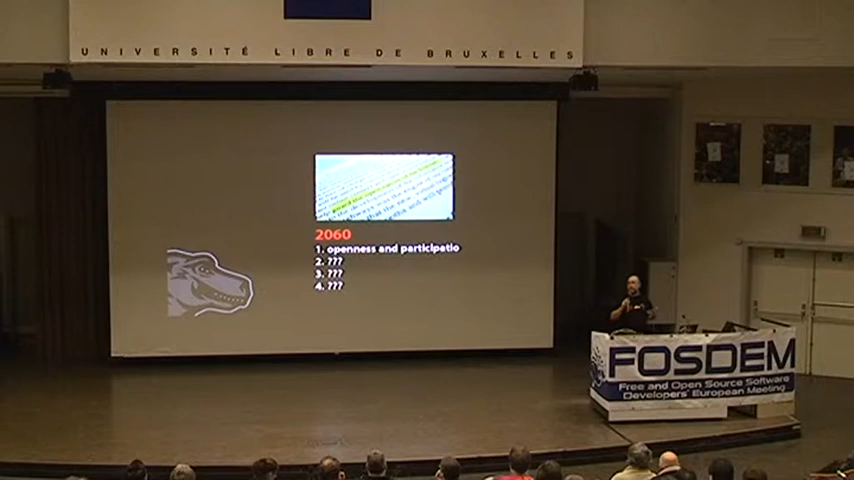 UNIVERSITÉ LIBRE DE BRUXELLES
2060
1. openness and participatio
2. ???
3. ???
4. ???
FOSDEM
Free and Open Source Software
Developers' European Meeting